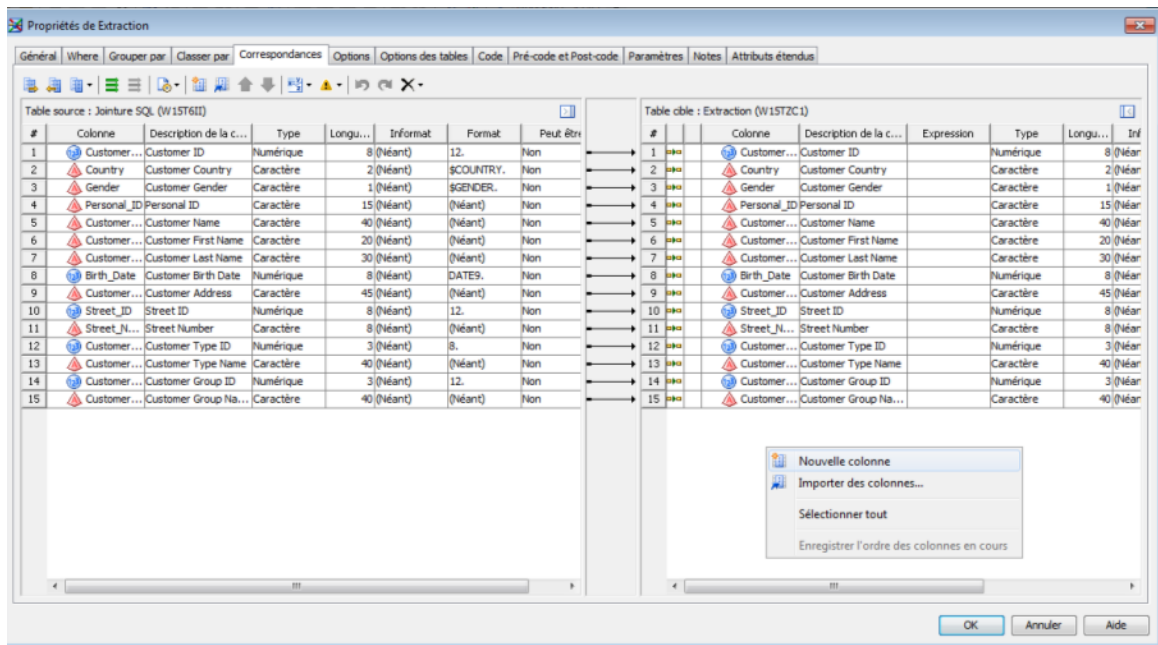 Propriétés de Extraction
Général Where Grouper par Classer par Correspondances Options Options des tables Code Pré-code et Post-code Paramètres Notes Attributs étendus
Table source : Jointure SQL (W15T6II) Table cible : Extraction (W15TZC1)
# Colonne Description de la c... Type Longu... Informat Format Peut être # Colonne Description de la c... Expression Type Longu... Inf
1 Customer... Customer ID Numérique 8 (Néant) 12. Non 1 Customer... Customer ID Numérique 8 (Néan
2 Country Customer Country Caractère 2 (Néant) $COUNTRY. Non 2 Country Customer Country Caractère 2 (Néan
3 Gender Customer Gender Caractère 1 (Néant) $GENDER. Non 3 Gender Customer Gender Caractère 1 (Néan
4 Personal_ID Personal ID Caractère 15 (Néant) (Néant) Non 4 Personal_ID Personal ID Caractère 15 (Néan
5 Customer... Customer Name Caractère 40 (Néant) (Néant) Non 5 Customer... Customer Name Caractère 40 (Néan
6 Customer... Customer First Name Caractère 20 (Néant) (Néant) Non 6 Customer... Customer First Name Caractère 20 (Néan
7 Customer... Customer Last Name Caractère 30 (Néant) (Néant) Non 7 Customer... Customer Last Name Caractère 30 (Néan
8 Birth_Date Customer Birth Date Numérique 8 (Néant) DATE9. Non 8 Birth_Date Customer Birth Date Numérique 8 (Néan
9 Customer... Customer Address Caractère 45 (Néant) (Néant) Non 9 Customer... Customer Address Caractère 45 (Néan
10 Street_ID Street ID Numérique 8 (Néant) 12. Non 10 Street_ID Street ID Numérique 8 (Néan
11 Street_N... Street Number Caractère 8 (Néant) (Néant) Non 11 Street_N... Street Number Caractère 8 (Néan
12 Customer... Customer Type ID Numérique 3 (Néant) 8. Non 12 Customer... Customer Type ID Numérique 3 (Néan
13 Customer... Customer Type Name Caractère 40 (Néant) (Néant) Non 13 Customer... Customer Type Name Caractère 40 (Néan
14 Customer... Customer Group ID Numérique 3 (Néant) 12. Non 14 Customer... Customer Group ID Numérique 3 (Néan
15 Customer... Customer Group Na... Caractère 40 (Néant) (Néant) Non 15 Customer... Customer Group Na... Caractère 40 (Néan
Nouvelle colonne
Importer des colonnes...
Sélectionner tout
Enregistrer l'ordre des colonnes en cours
OK Annuler Aide